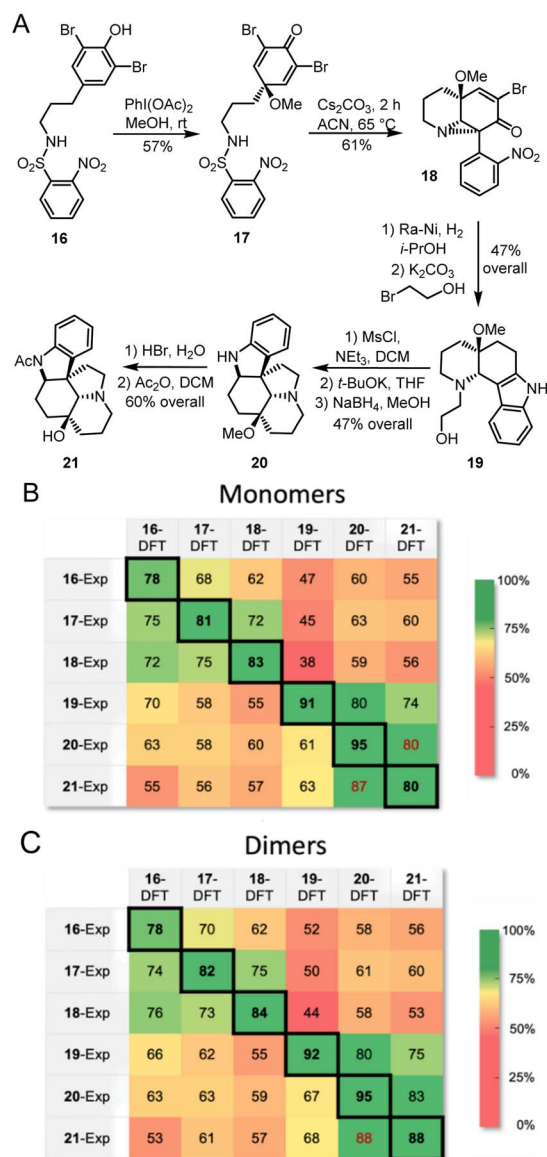 A
Br
OH
Br
NH
O₂S
NO₂
16
PhI(OAc)₂
MeOH, rt
57%
Br
O
Br
OMe
NH
O₂S
NO₂
17
Cs₂CO₃, 2 h
ACN, 65 °C
61%
OMe
Br
N
O
NO₂
18
1) Ra-Ni, H₂
i-PrOH
2) K₂CO₃
Br
OH
47%
overall
OMe
N
NH
OH
19
1) MsCl,
NEt₃, DCM
2) t-BuOK, THF
3) NaBH₄, MeOH
47% overall
HN
N
MeO
20
1) HBr, H₂O
2) Ac₂O, DCM
60% overall
AcN
N
HO
21
B
Monomers
16-DFT 17-DFT 18-DFT 19-DFT 20-DFT 21-DFT
16-Exp 78 68 62 47 60 55
17-Exp 75 81 72 45 63 60
18-Exp 72 75 83 38 59 56
19-Exp 70 58 55 91 80 74
20-Exp 63 58 60 61 95 80
21-Exp 55 56 57 63 87 80
100%
75%
50%
25%
0%
C
Dimers
16-DFT 17-DFT 18-DFT 19-DFT 20-DFT 21-DFT
16-Exp 78 70 62 52 58 56
17-Exp 74 82 75 50 61 60
18-Exp 76 73 84 44 58 53
19-Exp 66 62 55 92 80 75
20-Exp 63 63 59 67 95 83
21-Exp 53 61 57 68 88 88
100%
75%
50%
25%
0%